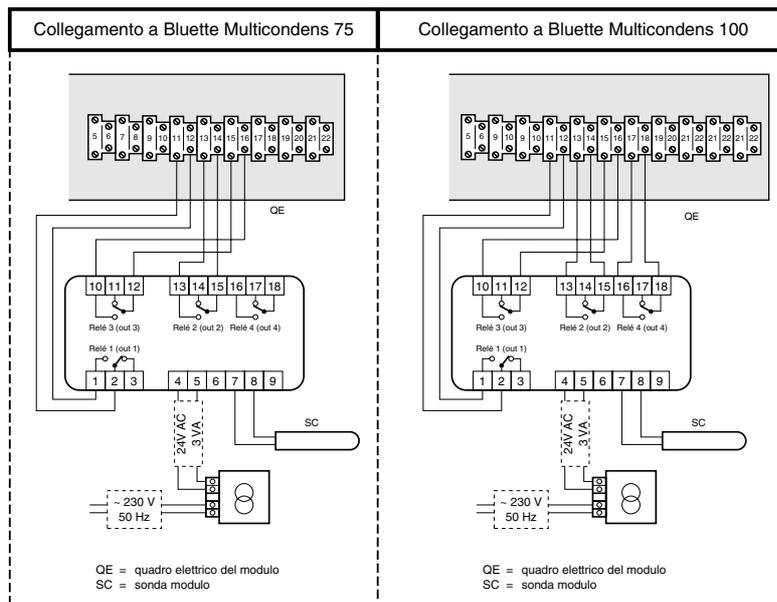 Collegamento a Bluette Multicondens 75
5 6 7 8 9 10 11 12 13 14 15 16 17 18 19 20 21 22
QE
10 11 12 13 14 15 16 17 18
Relé 3 (out 3) Relé 2 (out 2) Relé 4 (out 4)
Relé 1 (out 1)
1 2 3 4 5 6 7 8 9
24V AC
3 VA
SC
~ 230 V
50 Hz
QE = quadro elettrico del modulo
SC = sonda modulo
Collegamento a Bluette Multicondens 100
5 6 9 10 9 10 11 12 13 14 15 16 17 18 19 20 21 22 21 22 21 22
QE
10 11 12 13 14 15 16 17 18
Relé 3 (out 3) Relé 2 (out 2) Relé 4 (out 4)
Relé 1 (out 1)
1 2 3 4 5 6 7 8 9
24V AC
3 VA
SC
~ 230 V
50 Hz
QE = quadro elettrico del modulo
SC = sonda modulo